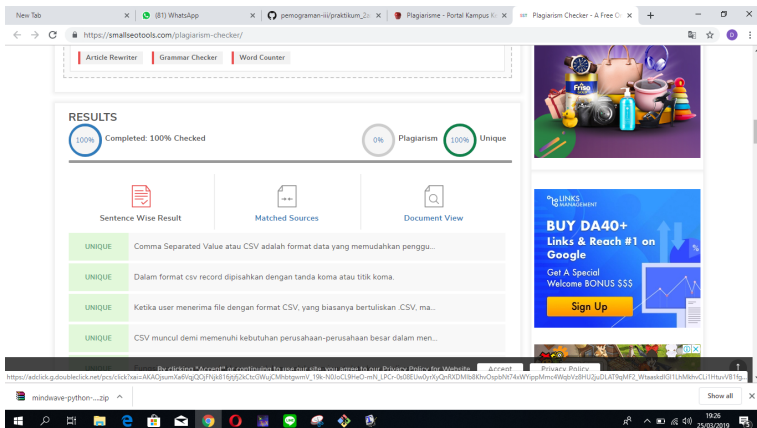 New Tab
(81) WhatsApp
pemograman-iii/praktikum_2a
Plagiarisme - Portal Kampus K
Plagiarism Checker - A Free O
https://smallseotools.com/plagiarism-checker/
Article Rewriter
Grammar Checker
Word Counter
RESULTS
100%
Completed: 100% Checked
0%
Plagiarism
100%
Unique
Sentence Wise Result
Matched Sources
Document View
UNIQUE
Comma Separated Value atau CSV adalah format data yang memudahkan penggu...
UNIQUE
Dalam format csv record dipisahkan dengan tanda koma atau titik koma.
UNIQUE
Ketika user menerima file dengan format CSV, yang biasanya bertuliskan .CSV, ma...
UNIQUE
CSV muncul demi memenuhi kebutuhan perusahaan-perusahaan besar dalam men...
Friso
LINKS
MANAGEMENT
BUY DA40+
Links & Reach #1 on
Google
Get A Special
Welcome BONUS $$$
Sign Up
By clicking "Accept" or continuing to use our site, you agree to our Privacy Policy for Website
Accept
Privacy Policy
mindwave-python-....zip
Show all
19:26
25/03/2019